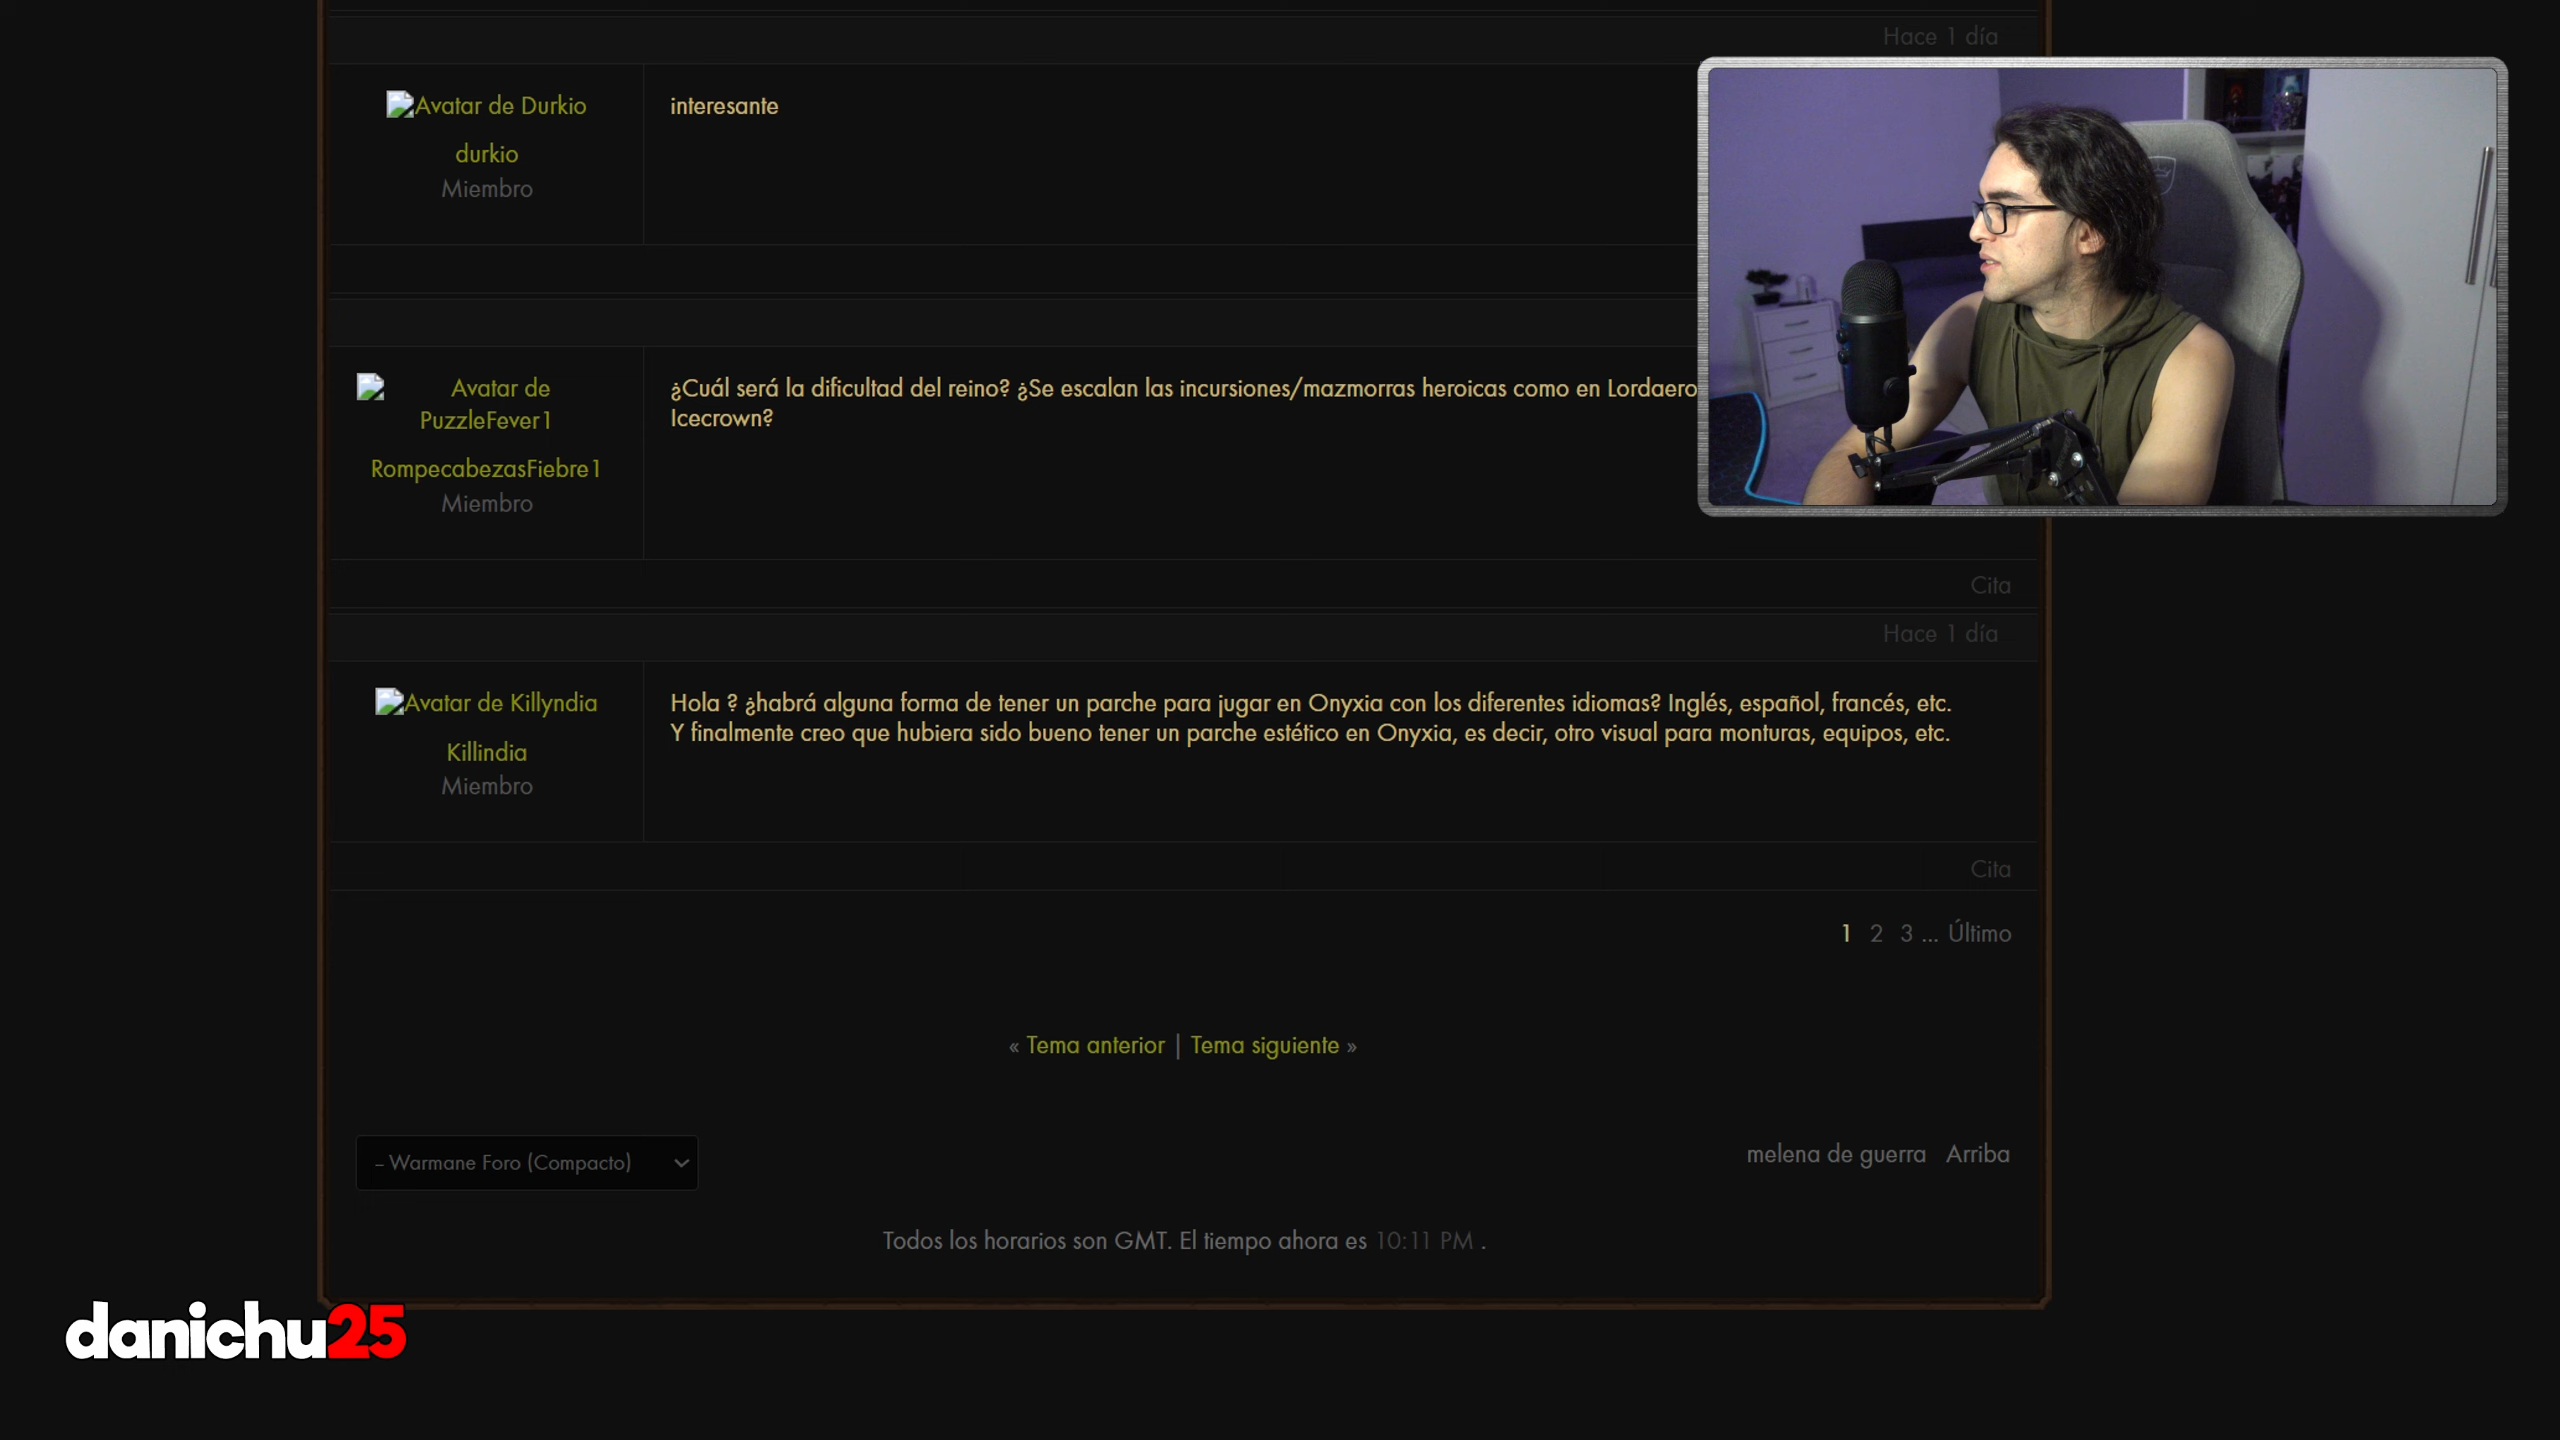 Hace 1 día
Avatar de Durkio
interesante
durkio
Miembro
Avatar de
PuzzleFever1
¿Cuál será la dificultad del reino? ¿Se escalan las incursiones/mazmorras heroicas como en
Icecrown?
RompecabezasFiebre1
Miembro
Cita
Hace 1 día
Avatar de Killyndia
Hola ? ¿habrá alguna forma de tener un parche para jugar en Onyxia con los diferentes idiomas? Inglés, español, francés, etc.
Y finalmente creo que hubiera sido bueno tener un parche estético en Onyxia, es decir, otro visual para monturas, equipos, etc.
Killindia
Miembro
Cita
1 2 3 ... Último
« Tema anterior | Tema siguiente »
-- Warmane Foro (Compacto)
melena de guerra Arriba
Todos los horarios son GMT. El tiempo ahora es 10:11 PM .
danichu25